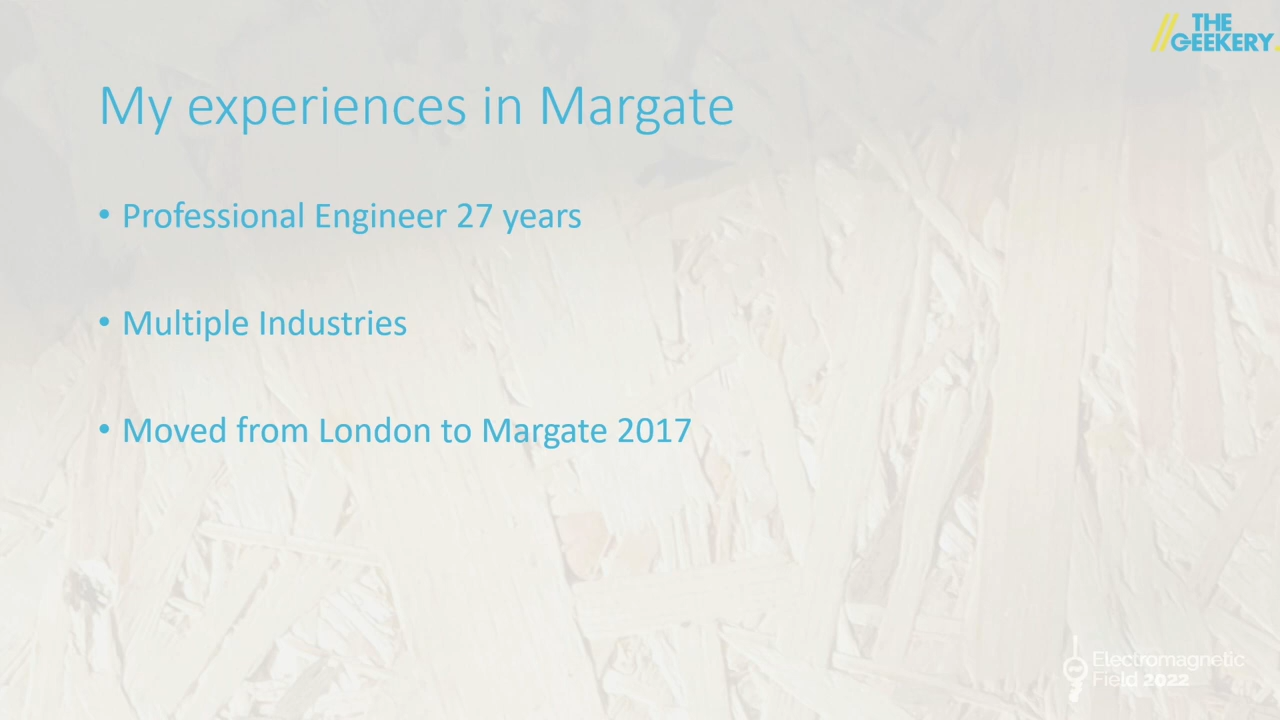 // THE
GEEKERY.
My experiences in Margate
• Professional Engineer 27 years
• Multiple Industries
• Moved from London to Margate 2017
Electromagnetic
Field 2022